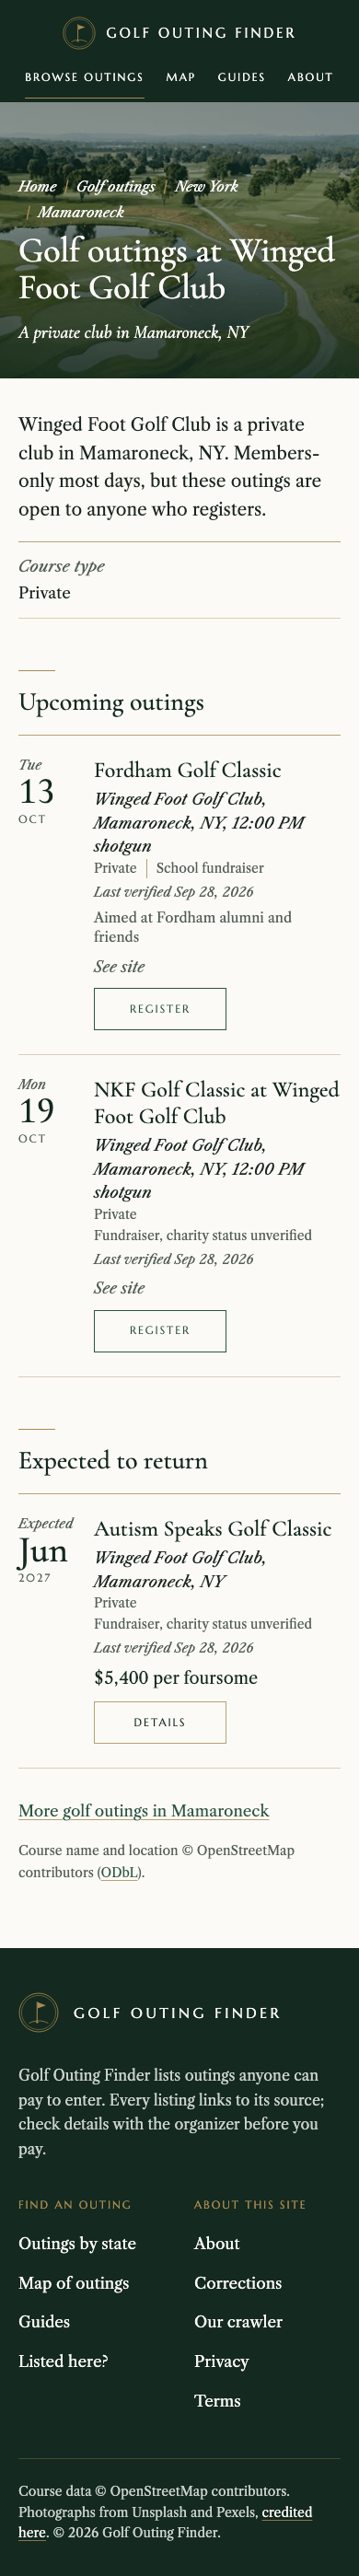 GOLF OUTING FINDER
BROWSE OUTINGS MAP GUIDES ABOUT
Home / Golf outings / New York
/ Mamaroneck
Golf outings at Winged
Foot Golf Club
A private club in Mamaroneck, NY
Winged Foot Golf Club is a private
club in Mamaroneck, NY. Members-
only most days, but these outings are
open to anyone who registers.
Course type
Private
Upcoming outings
Tue
13
OCT
Fordham Golf Classic
Winged Foot Golf Club,
Mamaroneck, NY, 12:00 PM
shotgun
Private | School fundraiser
Last verified Sep 28, 2026
Aimed at Fordham alumni and
friends
See site
REGISTER
Mon
19
OCT
NKF Golf Classic at Winged
Foot Golf Club
Winged Foot Golf Club,
Mamaroneck, NY, 12:00 PM
shotgun
Private
Fundraiser, charity status unverified
Last verified Sep 28, 2026
See site
REGISTER
Expected to return
Expected
Jun
2027
Autism Speaks Golf Classic
Winged Foot Golf Club,
Mamaroneck, NY
Private
Fundraiser, charity status unverified
Last verified Sep 28, 2026
$5,400 per foursome
DETAILS
More golf outings in Mamaroneck
Course name and location © OpenStreetMap
contributors (ODbL).
GOLF OUTING FINDER
Golf Outing Finder lists outings anyone can
pay to enter. Every listing links to its source;
check details with the organizer before you
pay.
FIND AN OUTING
Outings by state
Map of outings
Guides
Listed here?
ABOUT THIS SITE
About
Corrections
Our crawler
Privacy
Terms
Course data © OpenStreetMap contributors.
Photographs from Unsplash and Pexels, credited
here. © 2026 Golf Outing Finder.